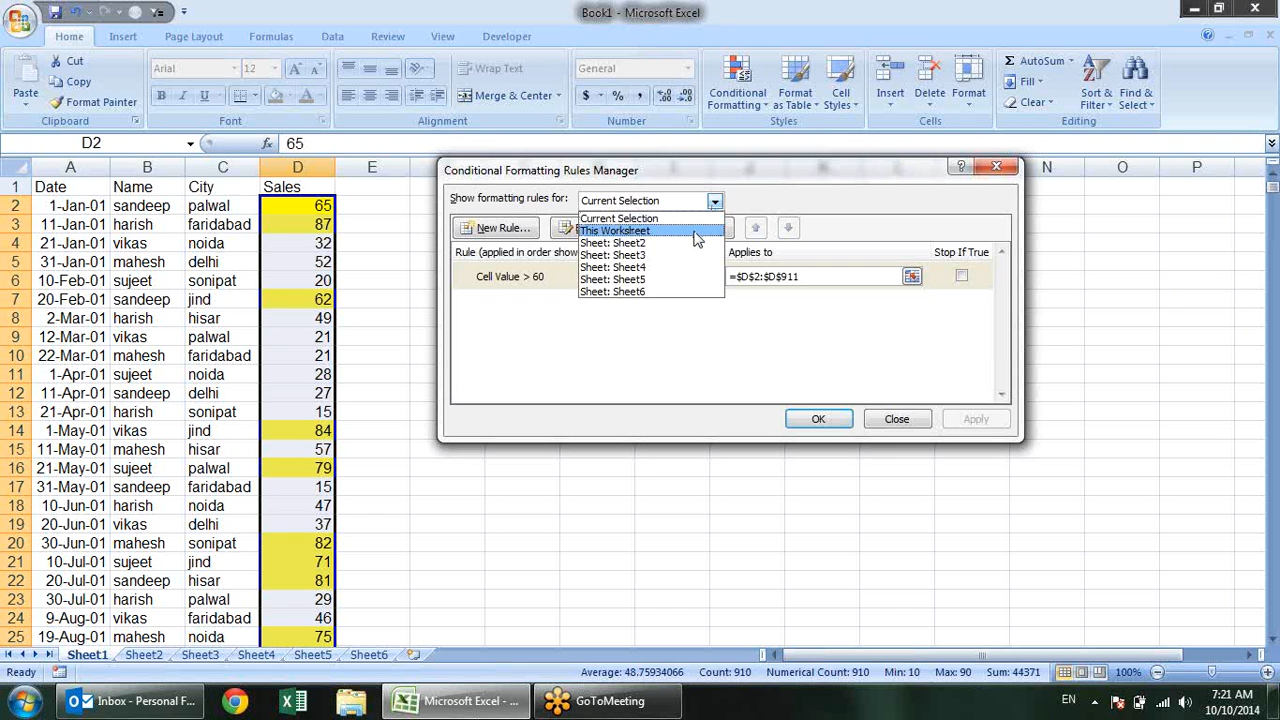 Book1 - Microsoft Excel
Home Insert Page Layout Formulas Data Review View Developer
Paste
Cut
Copy
Format Painter
Clipboard
Arial 12
B I U
Font
Wrap Text
Merge & Center
Alignment
General
$ % ,
Number
Conditional Formatting
Format as Table
Cell Styles
Styles
Insert Delete Format
Cells
Σ AutoSum
Fill
Clear
Sort & Filter
Find & Select
Editing
D2 fx 65
A B C D E N O P
1 Date Name City Sales
2 1-Jan-01 sandeep palwal 65
3 11-Jan-01 harish faridabad 87
4 21-Jan-01 vikas noida 32
5 31-Jan-01 mahesh delhi 52
6 10-Feb-01 sujeet sonipat 20
7 20-Feb-01 sandeep jind 62
8 2-Mar-01 harish hisar 49
9 12-Mar-01 vikas palwal 21
10 22-Mar-01 mahesh faridabad 21
11 1-Apr-01 sujeet noida 28
12 11-Apr-01 sandeep delhi 27
13 21-Apr-01 harish sonipat 15
14 1-May-01 vikas jind 84
15 11-May-01 mahesh hisar 57
16 21-May-01 sujeet palwal 79
17 31-May-01 sandeep faridabad 15
18 10-Jun-01 harish noida 47
19 20-Jun-01 vikas delhi 37
20 30-Jun-01 mahesh sonipat 82
21 10-Jul-01 sujeet jind 71
22 20-Jul-01 sandeep hisar 81
23 30-Jul-01 harish palwal 29
24 9-Aug-01 vikas faridabad 46
25 19-Aug-01 mahesh noida 75
Conditional Formatting Rules Manager
Show formatting rules for: Current Selection
Current Selection
This Worksheet
Sheet: Sheet2
Sheet: Sheet3
Sheet: Sheet4
Sheet: Sheet5
Sheet: Sheet6
New Rule...
Rule (applied in order show Applies to Stop If True
Cell Value > 60 =$D$2:$D$911
OK Close Apply
Sheet1 Sheet2 Sheet3 Sheet4 Sheet5 Sheet6
Ready Average: 48.75934066 Count: 910 Numerical Count: 910 Min: 10 Max: 90 Sum: 44371 100%
Inbox - Personal F... Microsoft Excel - ... GoToMeeting EN 7:21 AM
10/10/2014